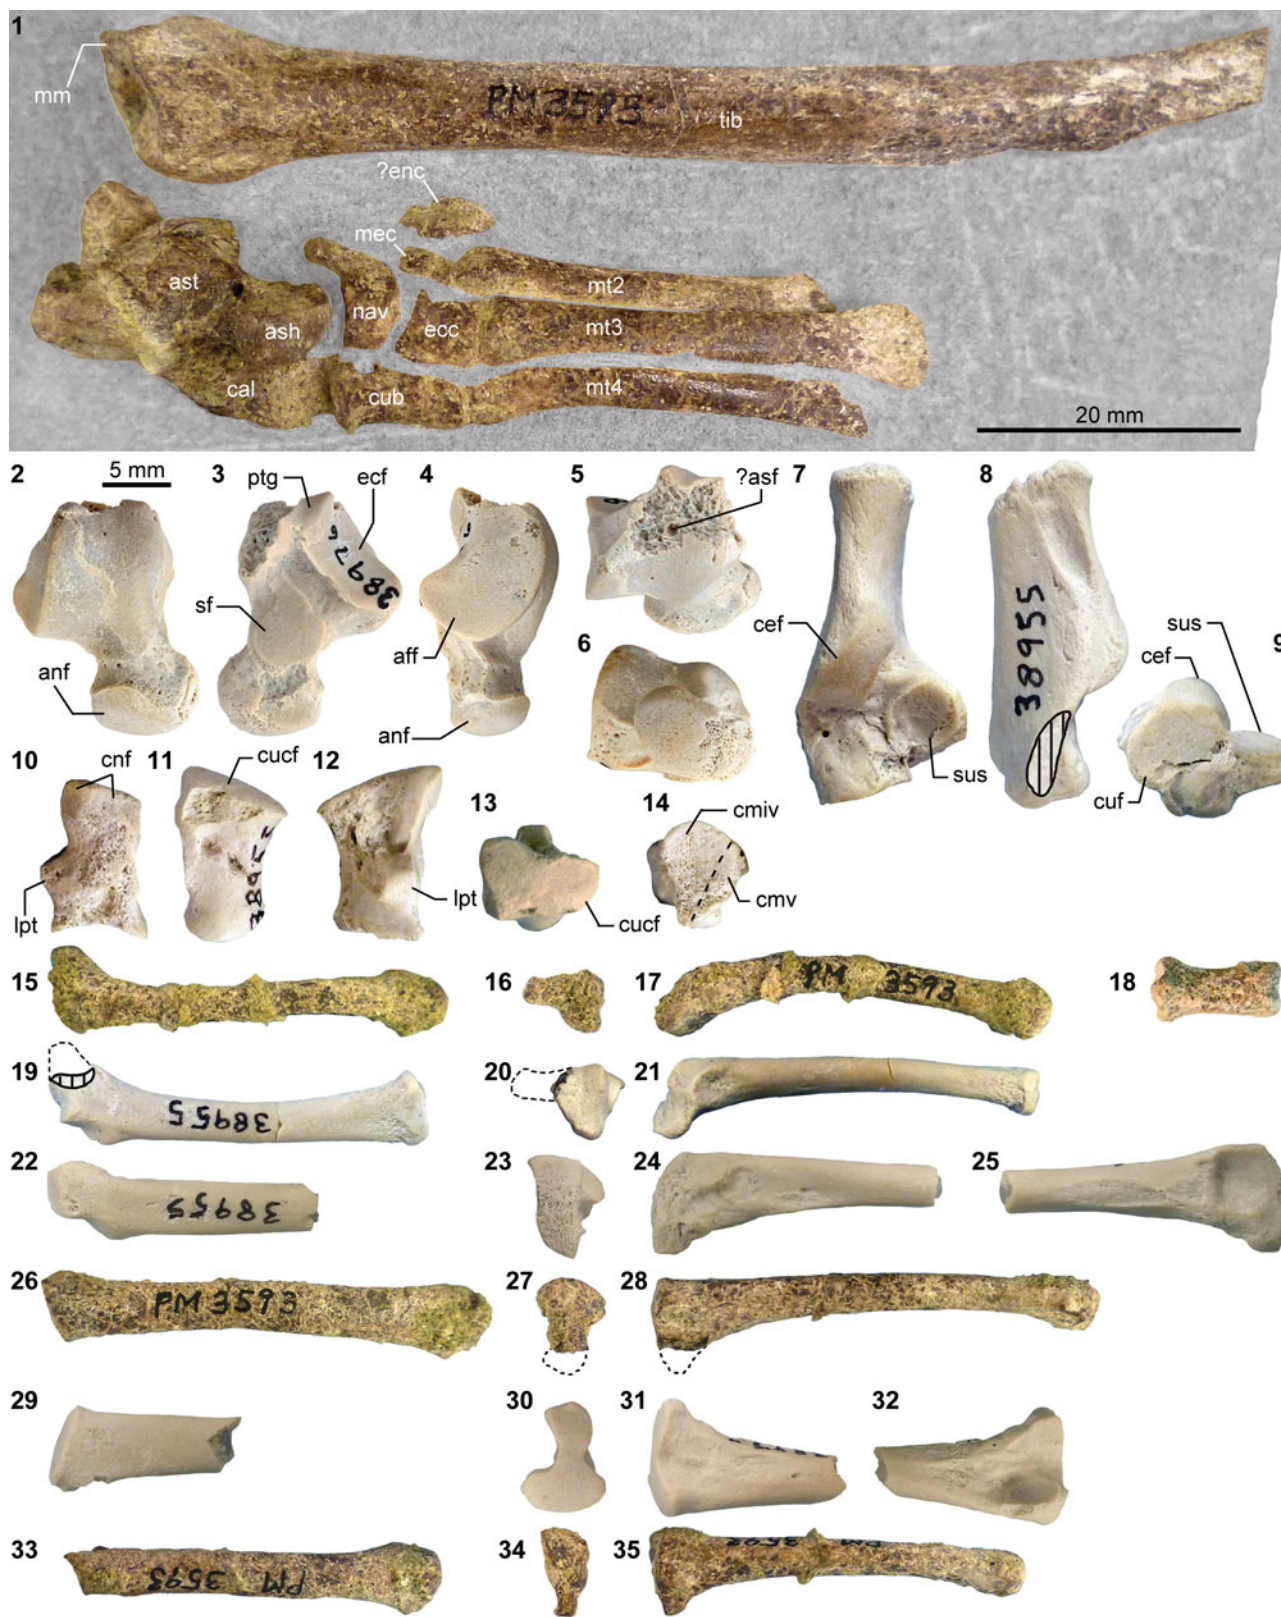 1
mm
PM 3593
tib
?enc
mec
ast
mt2
nav
ash
ecc
mt3
cal
cub
mt4
20 mm
2
5 mm
3
ptg
ecf
4
5
?asf
7
8
38976
sf
aff
cef
38955
sus
6
cef
9
anf
anf
sus
cuf
10
cnf
11
cucf
12
13
14
cmiv
lpt
lpt
cucf
cmv
15
16
17
PM 3593
18
19
38955
20
21
22
38955
23
24
25
26
PM 3593
27
28
29
30
31
32
33
PM 3593
34
35